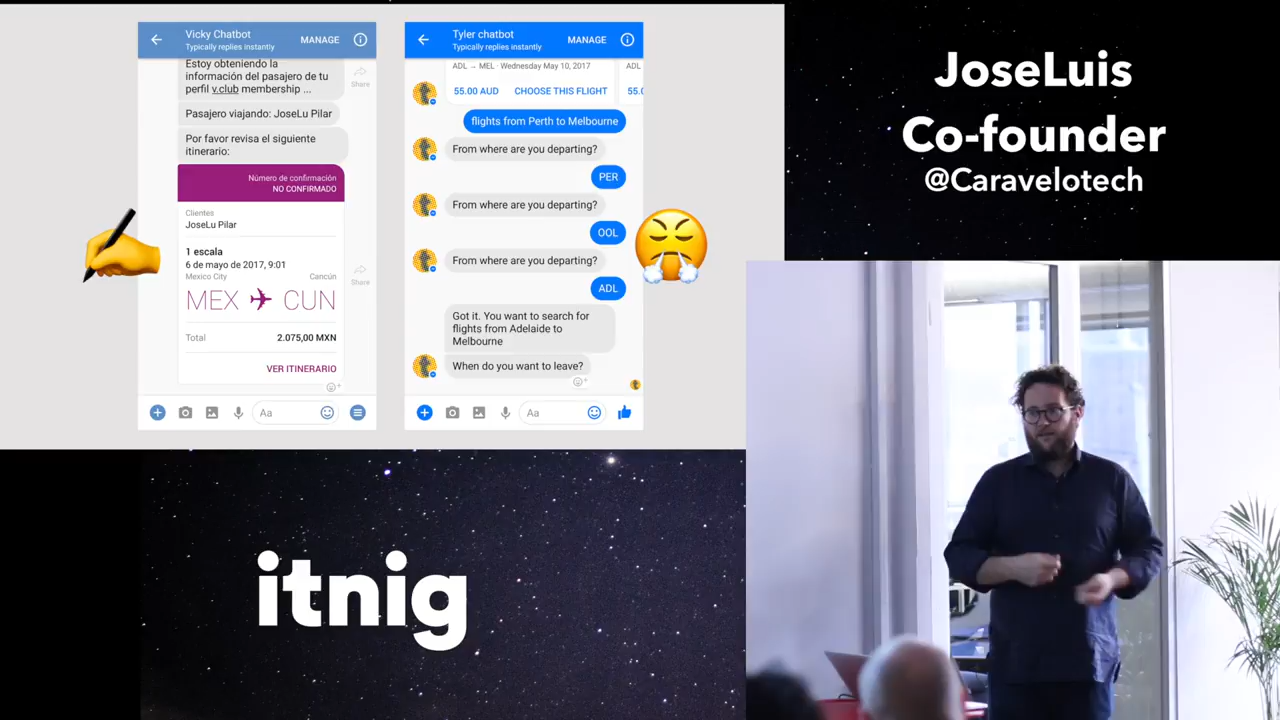 Vicky Chatbot
Typically replies instantly
MANAGE
Estoy obteniendo la
información del pasajero de tu
perfil v.club membership ...
Share
Pasajero viajando: JoseLu Pilar
Por favor revisa el siguiente
itinerario:
Número de confirmación
NO CONFIRMADO
Clientes
JoseLu Pilar
1 escala
6 de mayo de 2017, 9:01
Mexico City
Cancún
Share
MEX CUN
Total
2.075,00 MXN
VER ITINERARIO
Aa
Tyler chatbot
Typically replies instantly
MANAGE
ADL → MEL · Wednesday May 10, 2017
ADL
55.00 AUD
CHOOSE THIS FLIGHT
55.0
flights from Perth to Melbourne
From where are you departing?
PER
From where are you departing?
OOL
From where are you departing?
ADL
Got it. You want to search for
flights from Adelaide to
Melbourne
When do you want to leave?
Aa
JoseLuis
Co-founder
@Caravelotech
itnig